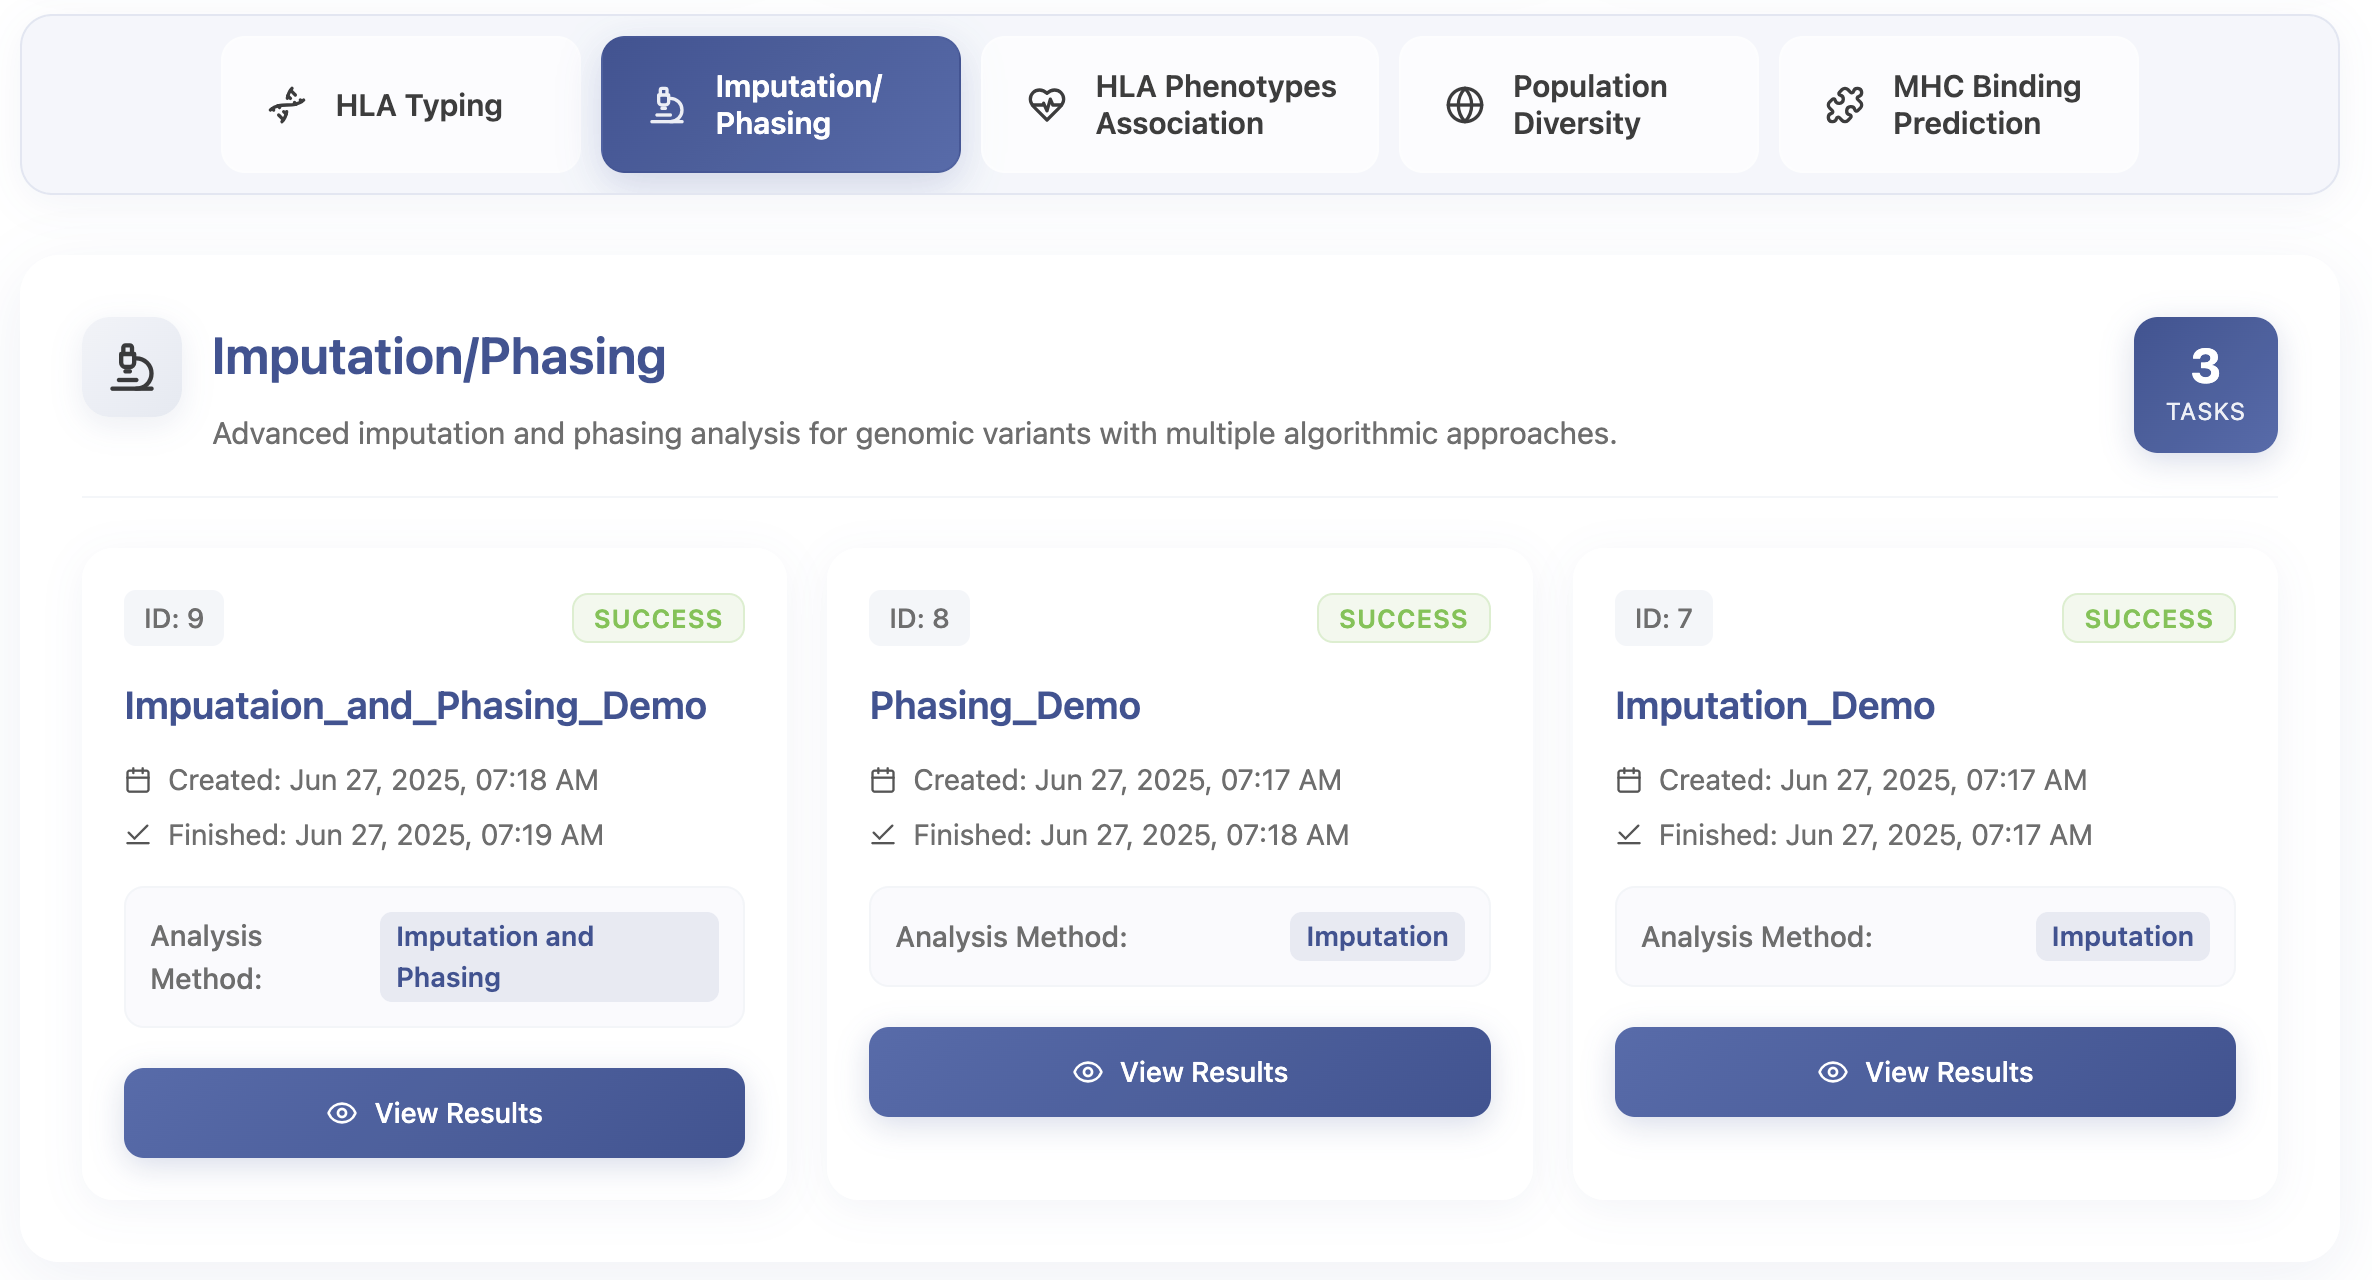 HLA Typing
Imputation/
Phasing
HLA Phenotypes
Association
Population
Diversity
MHC Binding
Prediction
Imputation/Phasing
Advanced imputation and phasing analysis for genomic variants with multiple algorithmic approaches.
3
TASKS
ID: 9
SUCCESS
Impuataion_and_Phasing_Demo
Created: Jun 27, 2025, 07:18 AM
Finished: Jun 27, 2025, 07:19 AM
Analysis
Method:
Imputation and
Phasing
View Results
ID: 8
SUCCESS
Phasing_Demo
Created: Jun 27, 2025, 07:17 AM
Finished: Jun 27, 2025, 07:18 AM
Analysis Method:
Imputation
View Results
ID: 7
SUCCESS
Imputation_Demo
Created: Jun 27, 2025, 07:17 AM
Finished: Jun 27, 2025, 07:17 AM
Analysis Method:
Imputation
View Results